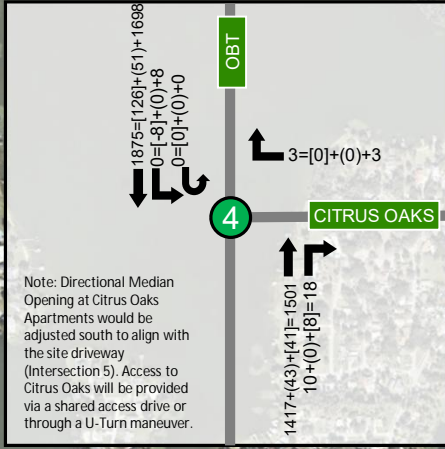 1875=[126]+(51)+1698
0=[-8]+(0)+8
0=[0]+(0)+0
OBT
3=[0]+(0)+3
4
CITRUS OAKS
1417+(43)+[41]=1501
10+(0)+[8]=18
Note: Directional Median
Opening at Citrus Oaks
Apartments would be
adjusted south to align with
the site driveway
(Intersection 5). Access to
Citrus Oaks will be provided
via a shared access drive or
through a U-Turn maneuver.